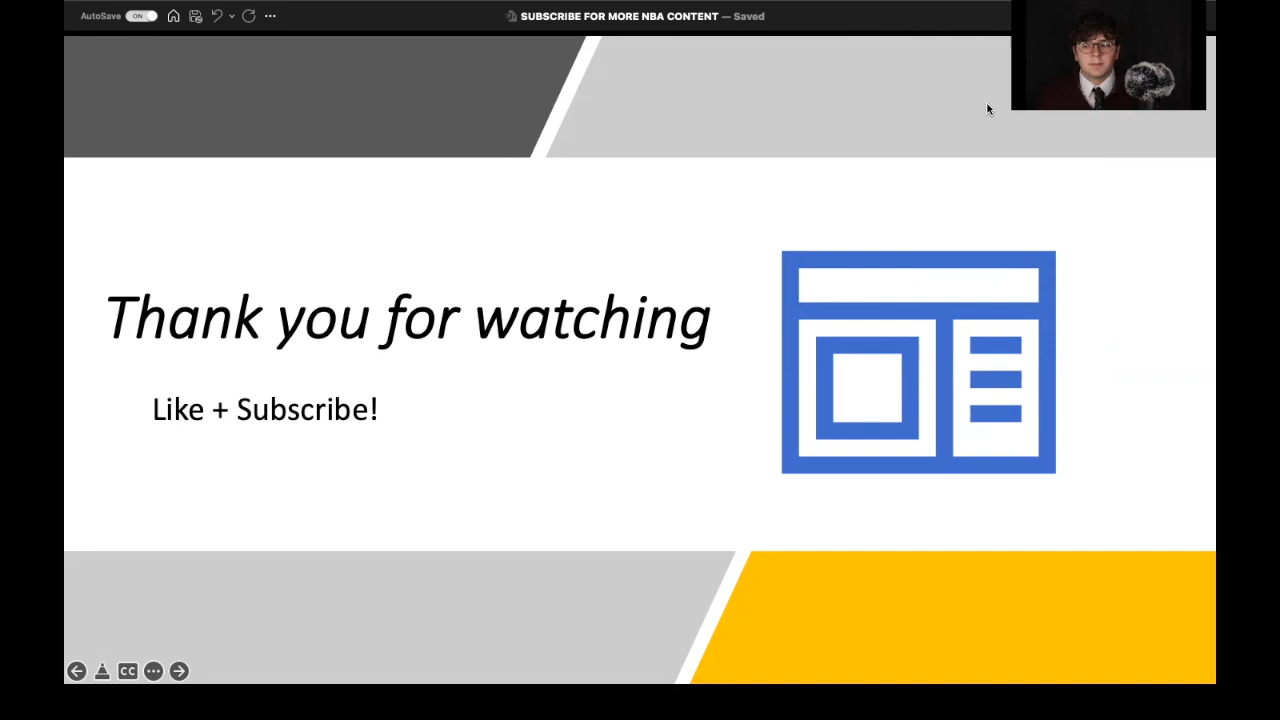 AutoSave ON
SUBSCRIBE FOR MORE NBA CONTENT — Saved
Thank you for watching
Like + Subscribe!
CC